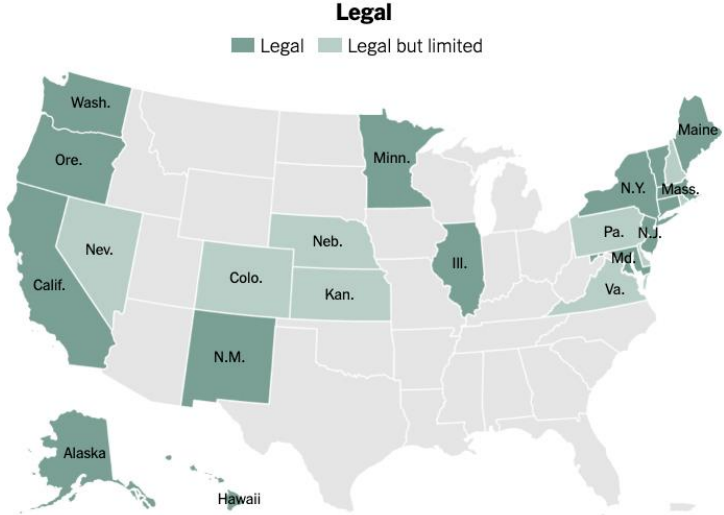 Legal
Legal Legal but limited
Wash.
Maine
Ore.
Minn.
N.Y. Mass.
Nev.
Neb.
Pa. N.J.
Calif.
Colo.
Kan.
Ill.
Md.
Va.
N.M.
Alaska
Hawaii